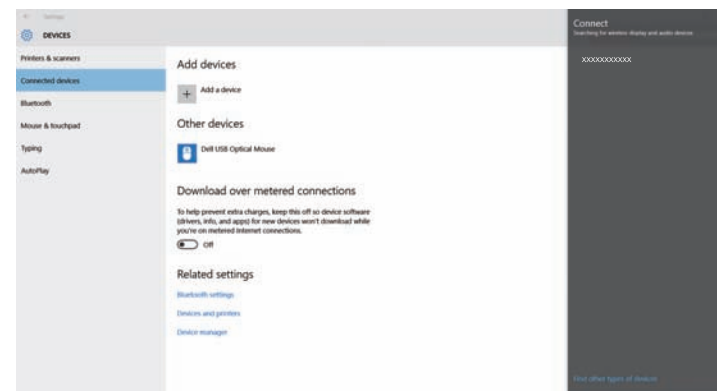 Settings
DEVICES
Printers & scanners
Connected devices
Bluetooth
Mouse & touchpad
Typing
AutoPlay
Add devices
Add a device
Other devices
Dell USB Optical Mouse
Download over metered connections
To help prevent extra charges, keep this off so device software
(drivers, info, and apps) for new devices won't download while
you're on metered Internet connections.
Off
Related settings
Bluetooth settings
Devices and printers
Device manager
Connect
Searching for wireless display and audio devices
XXXXXXXXXXX
Find other types of devices